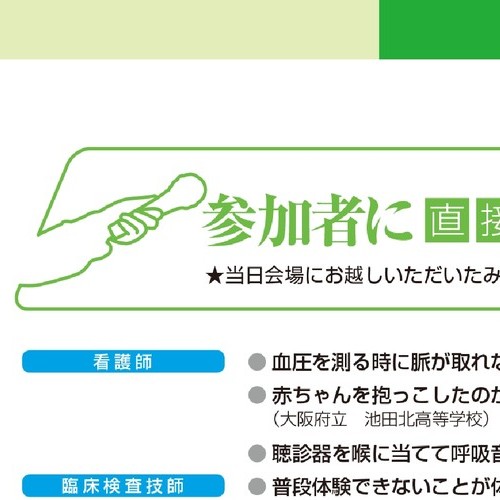 参加者に 直接
★当日会場にお越しいただいたみ
看護師
● 血圧を測る時に脈が取れな
● 赤ちゃんを抱っこしたのか
（大阪府立　池田北高等学校）
● 聴診器を喉に当てて呼吸音
臨床検査技師
● 普段体験できないことが体